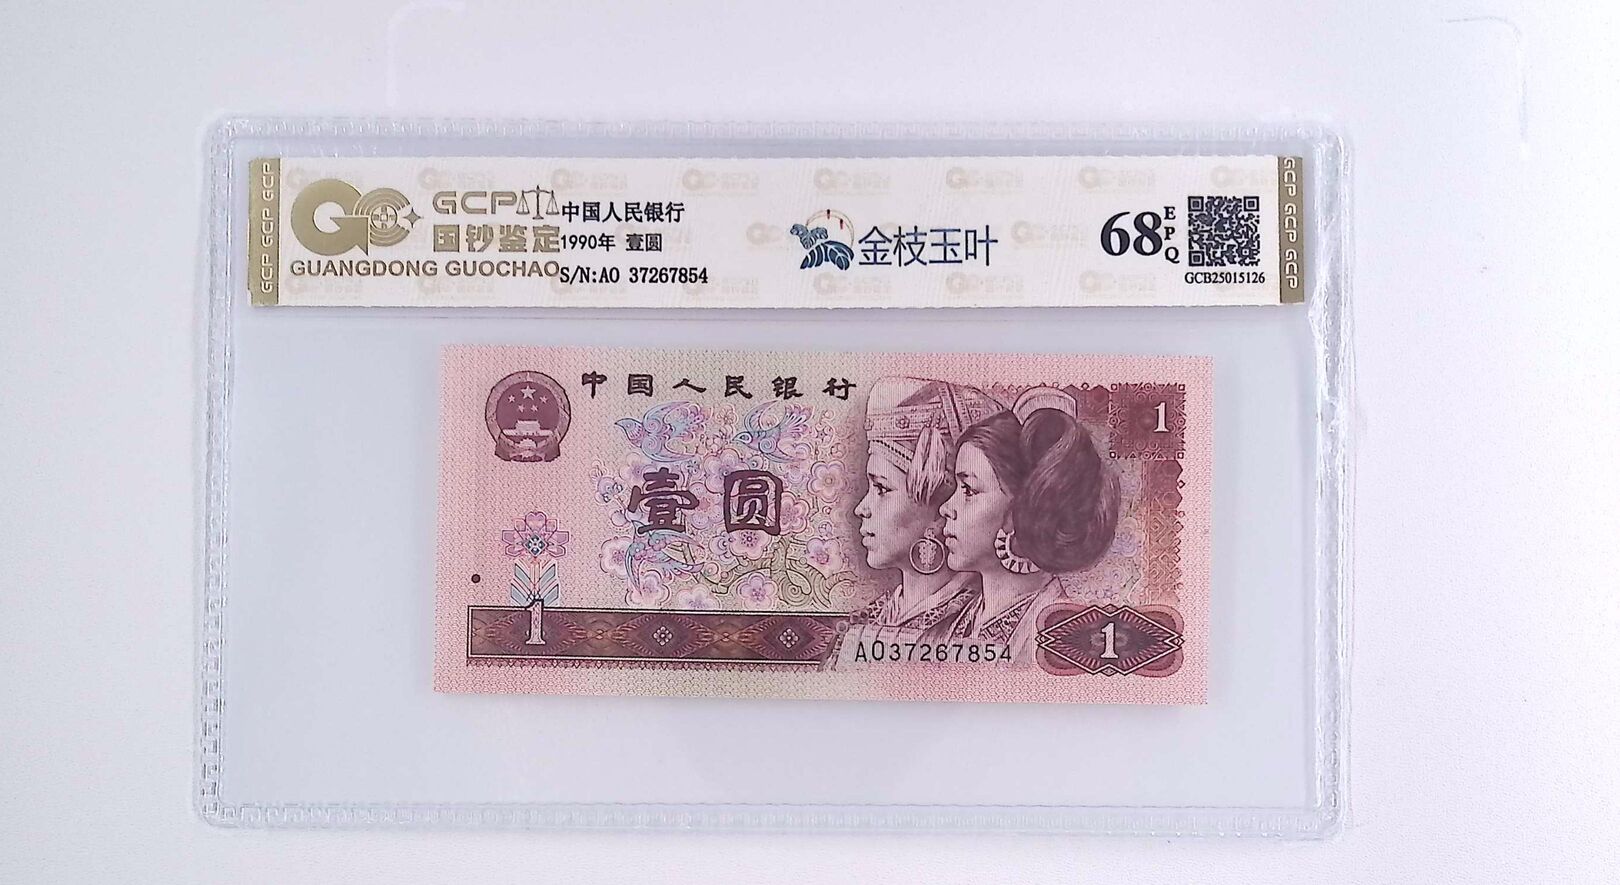 GCP GCP GCP
GCP
国钞鉴定
GUANGDONG GUOCHAO
中国人民银行
1990年 壹圆
S/N:AO 37267854
金枝玉叶
68
EPQ
GCB25015126
GCP GCP GCP
中国人民银行
1
壹圆
1
AO37267854
1